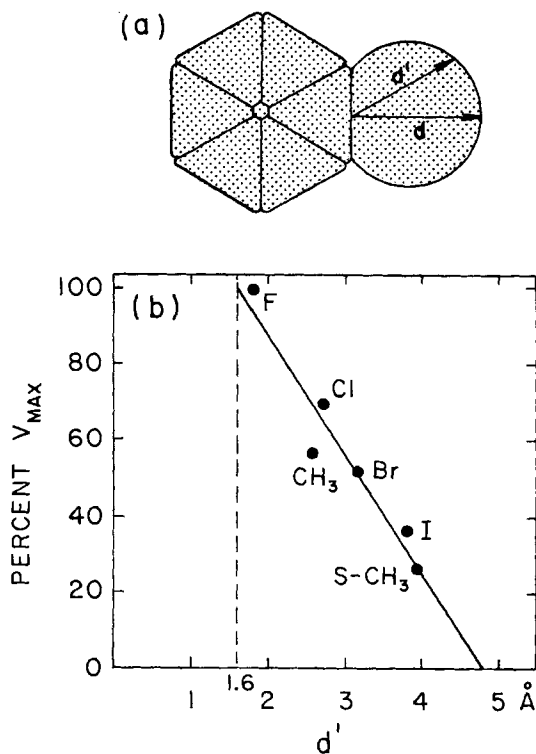 (a)
d'
d
(b)
100
80
60
40
20
0
PERCENT VMAX
F
Cl
CH3
Br
I
S-CH3
1.6
1 2 3 4 5 Å
d'